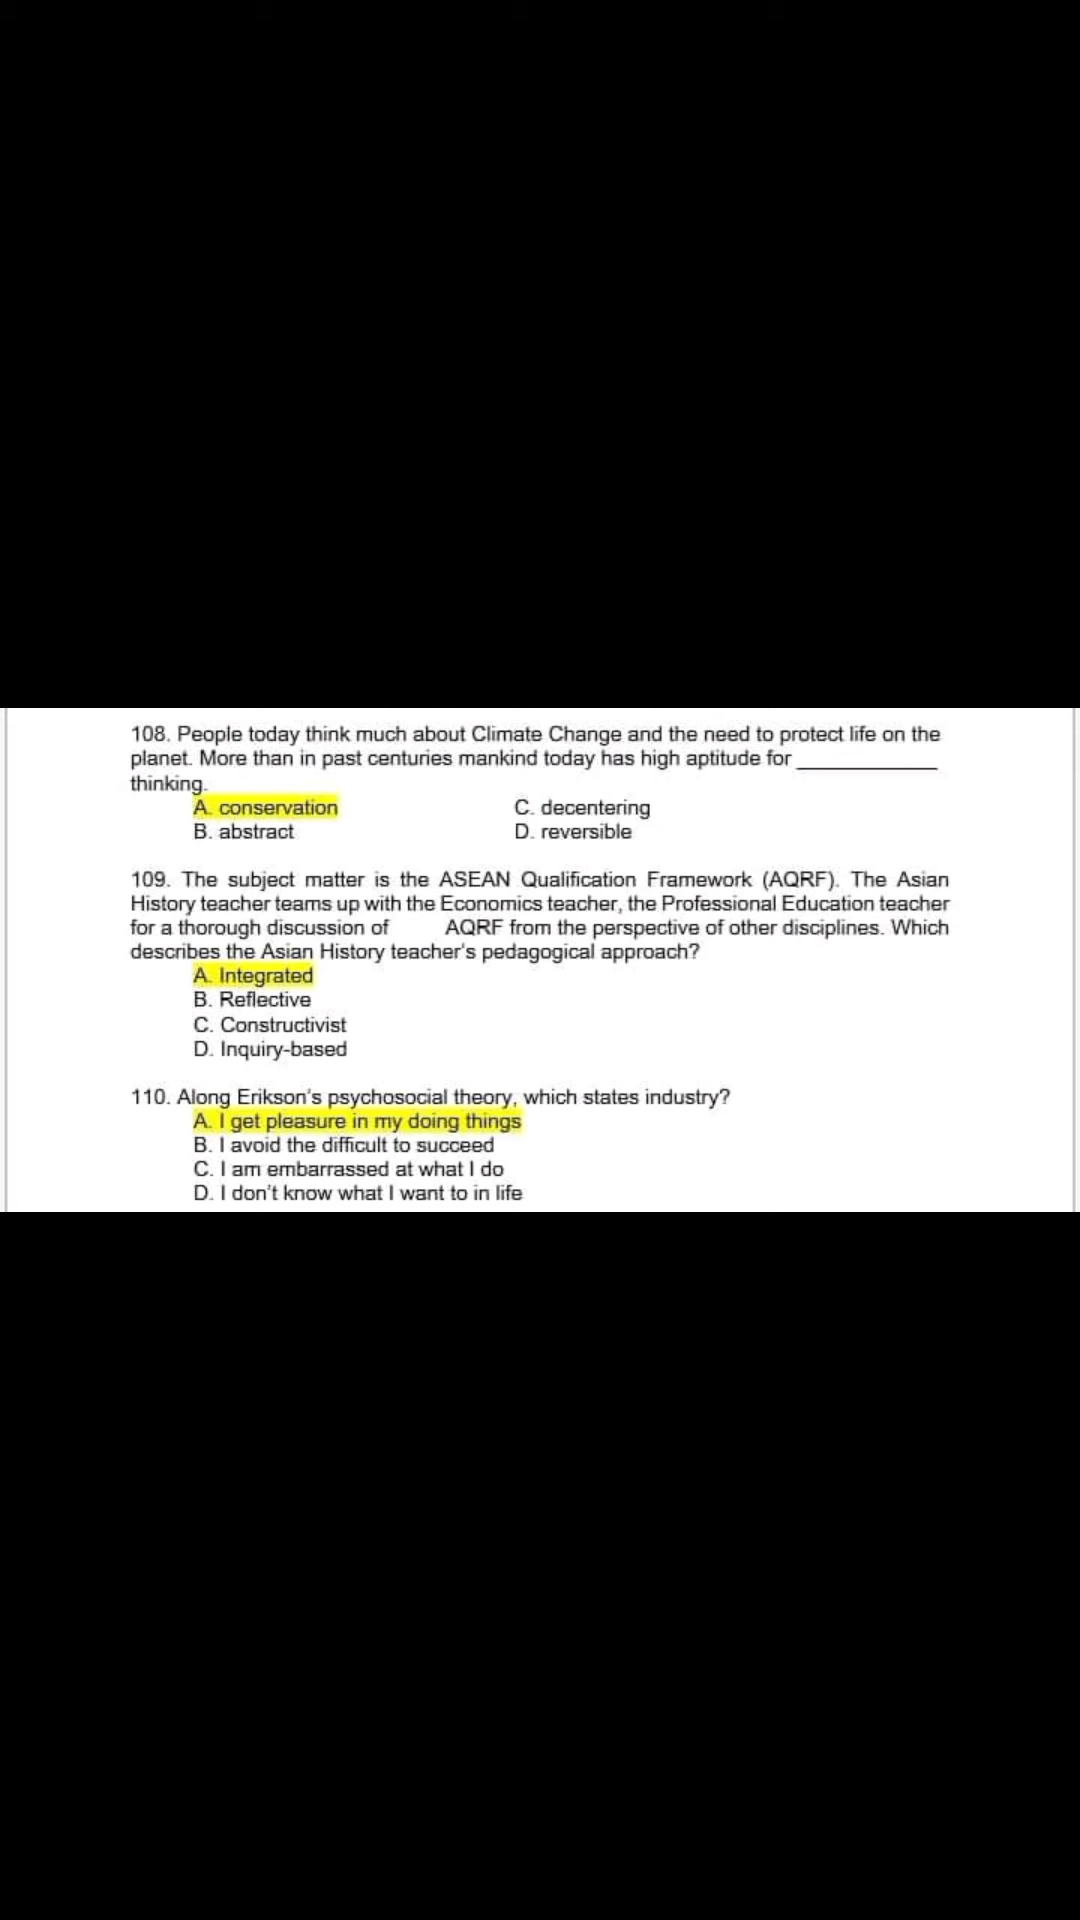 108. People today think much about Climate Change and the need to protect life on the
planet. More than in past centuries mankind today has high aptitude for ____________
thinking.
A. conservation C. decentering
B. abstract D. reversible
109. The subject matter is the ASEAN Qualification Framework (AQRF). The Asian
History teacher teams up with the Economics teacher, the Professional Education teacher
for a thorough discussion of AQRF from the perspective of other disciplines. Which
describes the Asian History teacher's pedagogical approach?
A. Integrated
B. Reflective
C. Constructivist
D. Inquiry-based
110. Along Erikson's psychosocial theory, which states industry?
A. I get pleasure in my doing things
B. I avoid the difficult to succeed
C. I am embarrassed at what I do
D. I don't know what I want to in life